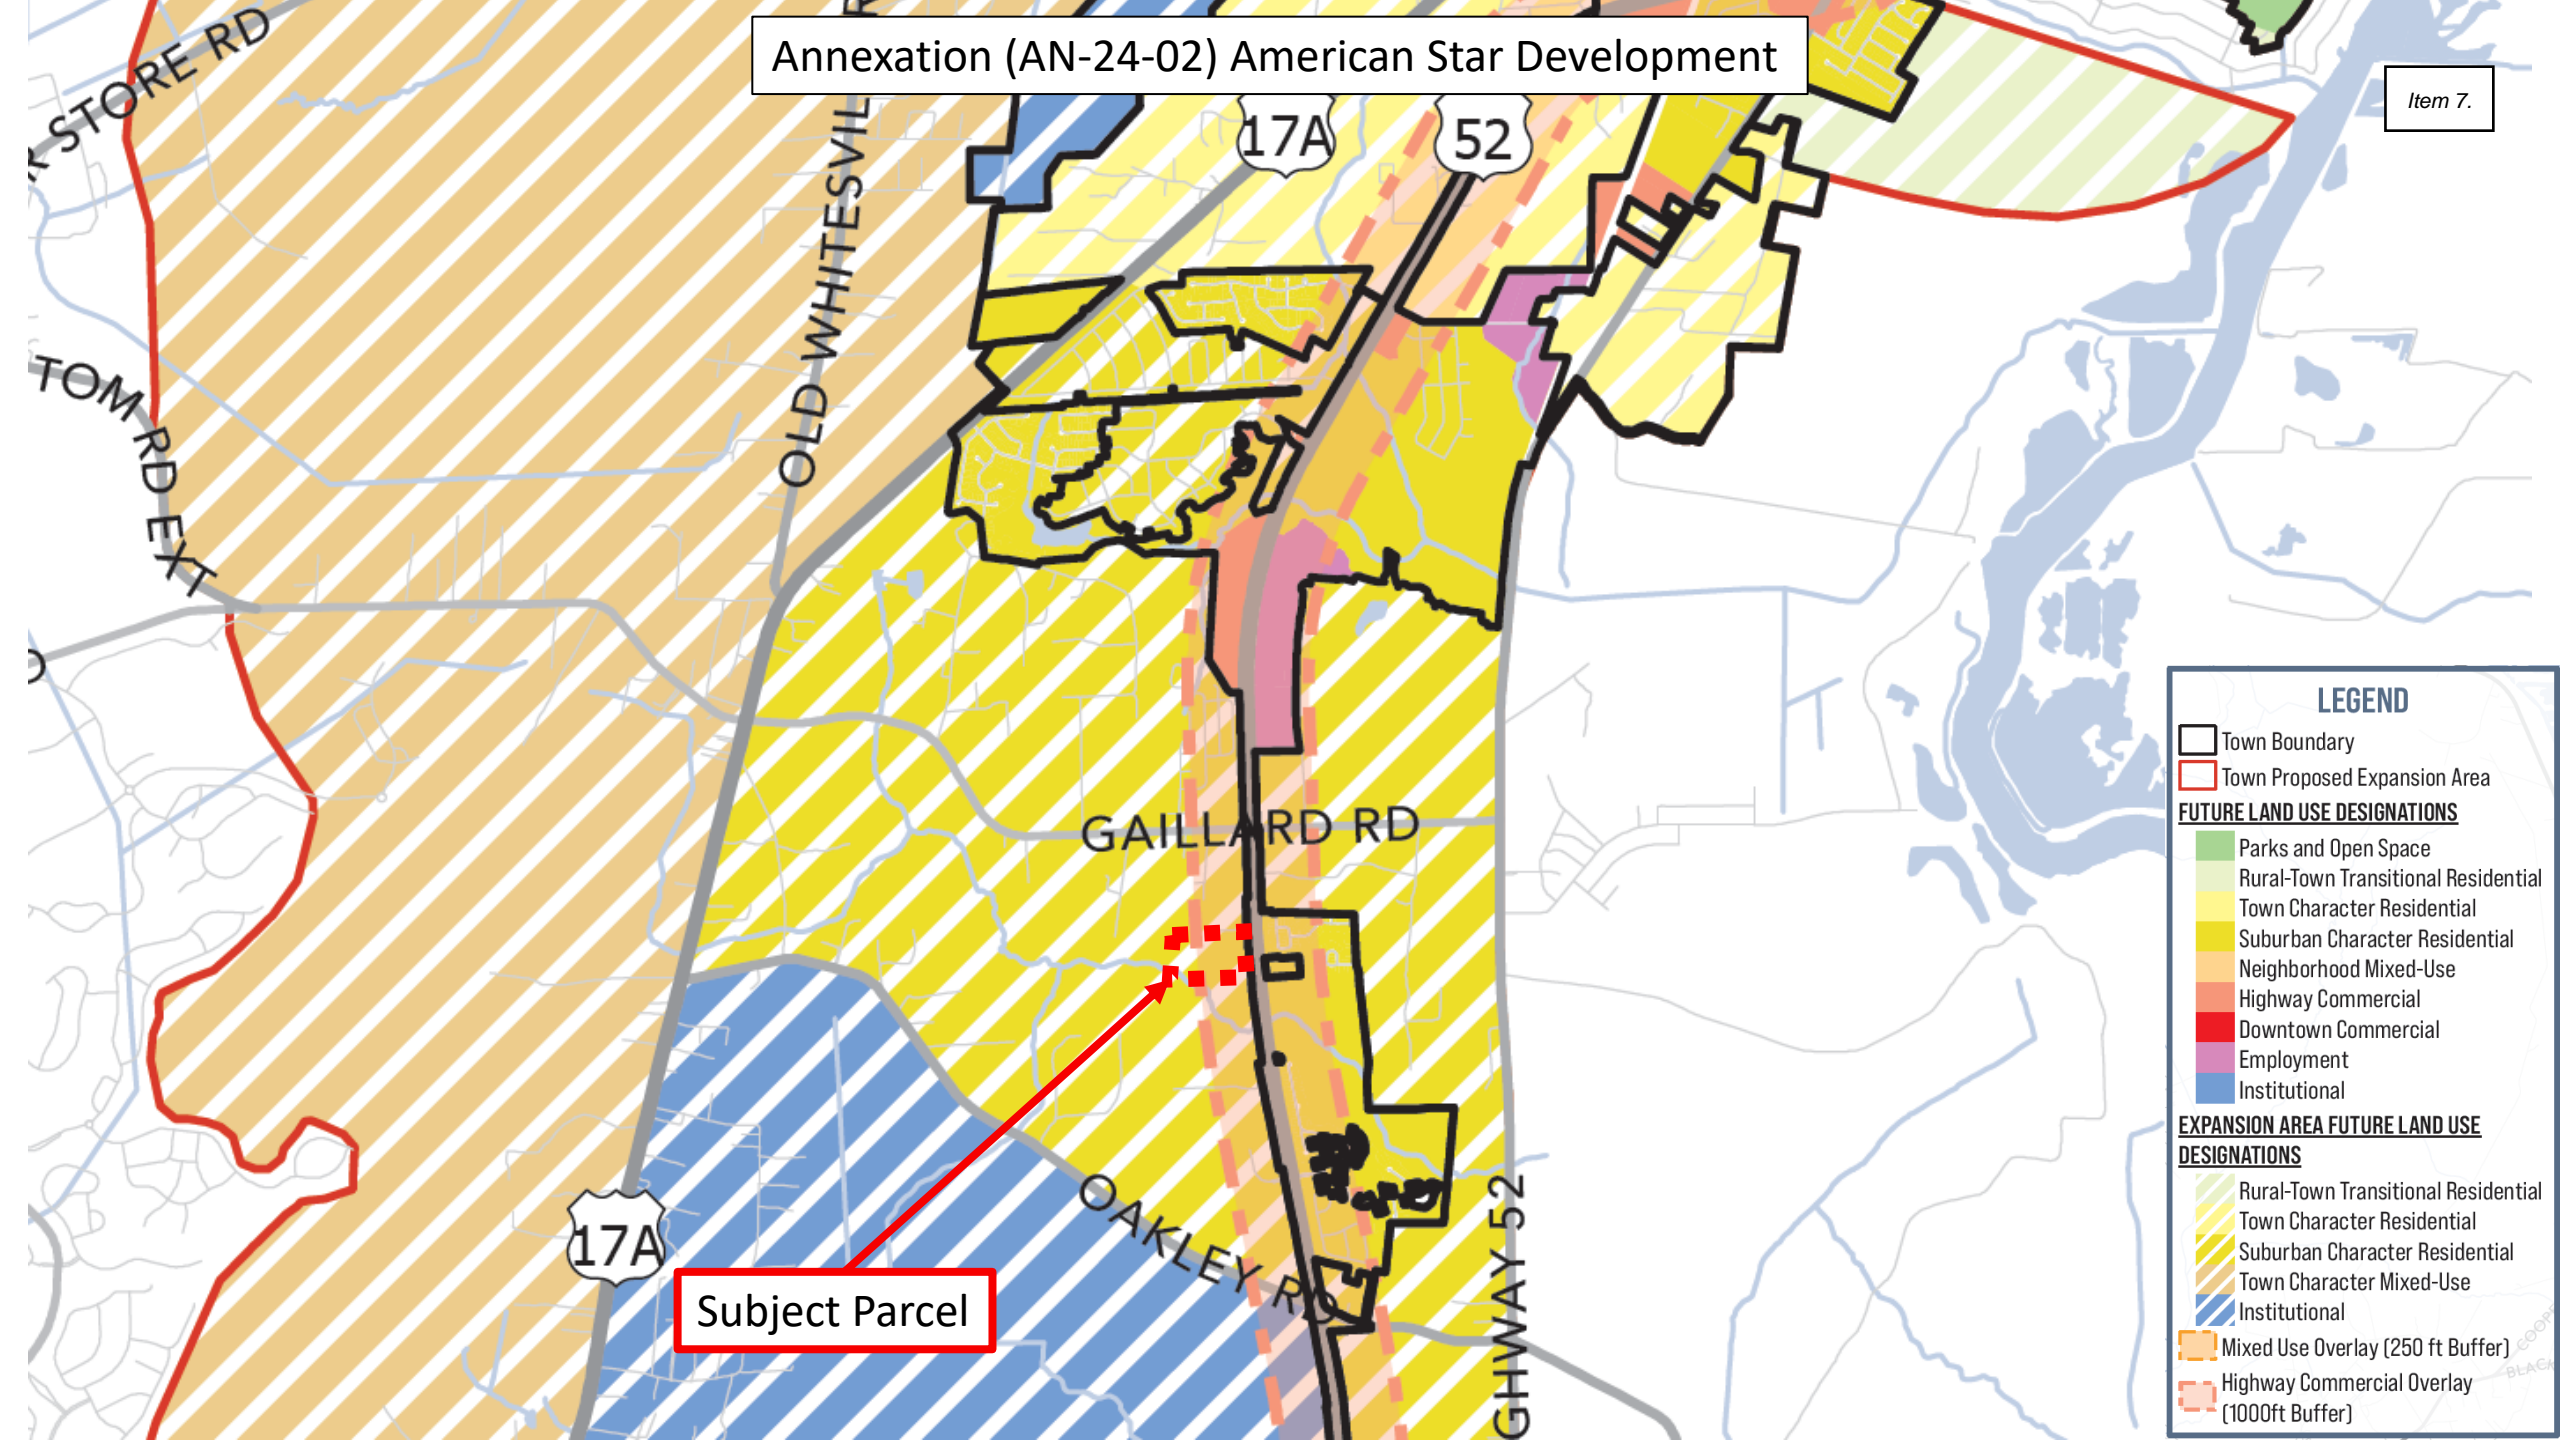 Annexation (AN-24-02) American Star Development
Item 7.
STORE RD
OLD WHITESVIL
17A
52
TOM RD EXT
GAILLARD RD
OAKLEY RD
17A
GHWAY 52
Subject Parcel
LEGEND
Town Boundary
Town Proposed Expansion Area
FUTURE LAND USE DESIGNATIONS
Parks and Open Space
Rural-Town Transitional Residential
Town Character Residential
Suburban Character Residential
Neighborhood Mixed-Use
Highway Commercial
Downtown Commercial
Employment
Institutional
EXPANSION AREA FUTURE LAND USE
DESIGNATIONS
Rural-Town Transitional Residential
Town Character Residential
Suburban Character Residential
Town Character Mixed-Use
Institutional
Mixed Use Overlay (250 ft Buffer)
Highway Commercial Overlay
(1000ft Buffer)